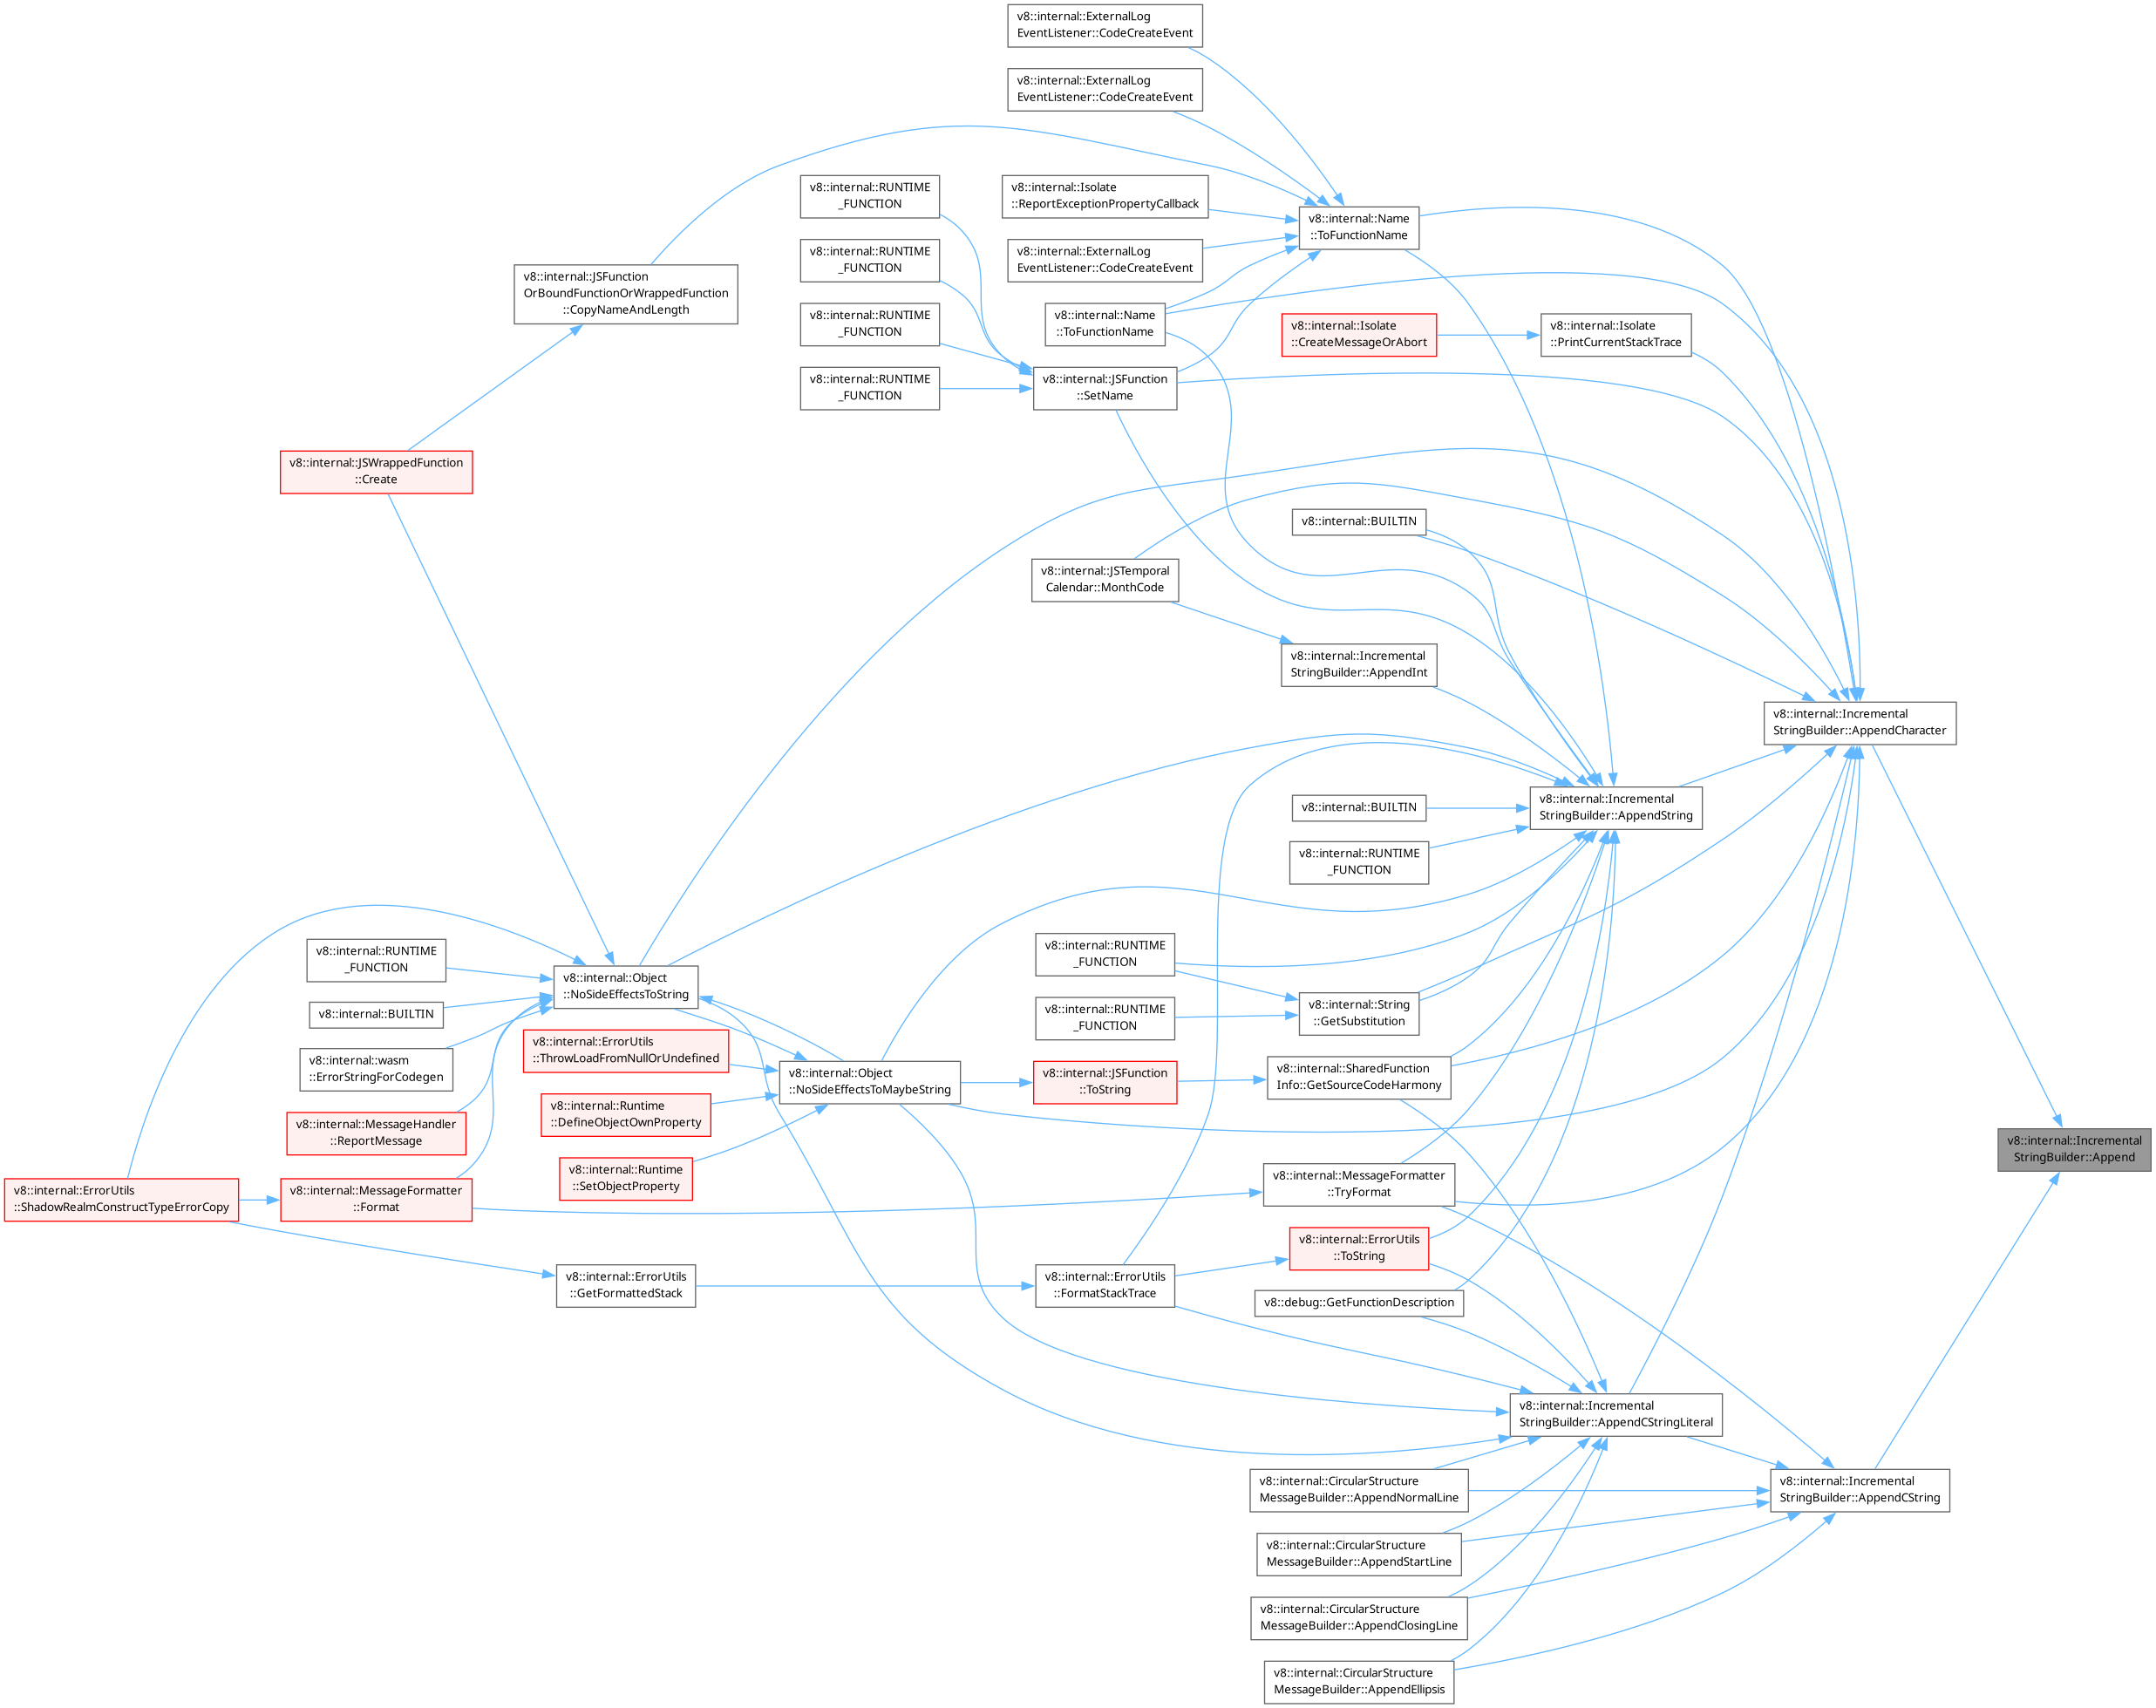 v8::internal::ExternalLog
EventListener::CodeCreateEvent
v8::internal::ExternalLog
EventListener::CodeCreateEvent
v8::internal::RUNTIME
_FUNCTION
v8::internal::Isolate
::ReportExceptionPropertyCallback
v8::internal::Name
::ToFunctionName
v8::internal::RUNTIME
_FUNCTION
v8::internal::ExternalLog
EventListener::CodeCreateEvent
v8::internal::JSFunction
OrBoundFunctionOrWrappedFunction
::CopyNameAndLength
v8::internal::RUNTIME
_FUNCTION
v8::internal::Name
::ToFunctionName
v8::internal::Isolate
::CreateMessageOrAbort
v8::internal::Isolate
::PrintCurrentStackTrace
v8::internal::RUNTIME
_FUNCTION
v8::internal::JSFunction
::SetName
v8::internal::JSWrappedFunction
::Create
v8::internal::BUILTIN
v8::internal::JSTemporal
Calendar::MonthCode
v8::internal::Incremental
StringBuilder::AppendInt
v8::internal::Incremental
StringBuilder::AppendCharacter
v8::internal::BUILTIN
v8::internal::Incremental
StringBuilder::AppendString
v8::internal::RUNTIME
_FUNCTION
v8::internal::RUNTIME
_FUNCTION
v8::internal::RUNTIME
_FUNCTION
v8::internal::Object
::NoSideEffectsToString
v8::internal::BUILTIN
v8::internal::RUNTIME
_FUNCTION
v8::internal::String
::GetSubstitution
v8::internal::wasm
::ErrorStringForCodegen
v8::internal::ErrorUtils
::ThrowLoadFromNullOrUndefined
v8::internal::Object
::NoSideEffectsToMaybeString
v8::internal::JSFunction
::ToString
v8::internal::SharedFunction
Info::GetSourceCodeHarmony
v8::internal::MessageHandler
::ReportMessage
v8::internal::Runtime
::DefineObjectOwnProperty
v8::internal::Incremental
StringBuilder::Append
v8::internal::ErrorUtils
::ShadowRealmConstructTypeErrorCopy
v8::internal::MessageFormatter
::Format
v8::internal::Runtime
::SetObjectProperty
v8::internal::MessageFormatter
::TryFormat
v8::internal::ErrorUtils
::ToString
v8::internal::ErrorUtils
::GetFormattedStack
v8::internal::ErrorUtils
::FormatStackTrace
v8::debug::GetFunctionDescription
v8::internal::Incremental
StringBuilder::AppendCStringLiteral
v8::internal::CircularStructure
MessageBuilder::AppendNormalLine
v8::internal::Incremental
StringBuilder::AppendCString
v8::internal::CircularStructure
MessageBuilder::AppendStartLine
v8::internal::CircularStructure
MessageBuilder::AppendClosingLine
v8::internal::CircularStructure
MessageBuilder::AppendEllipsis